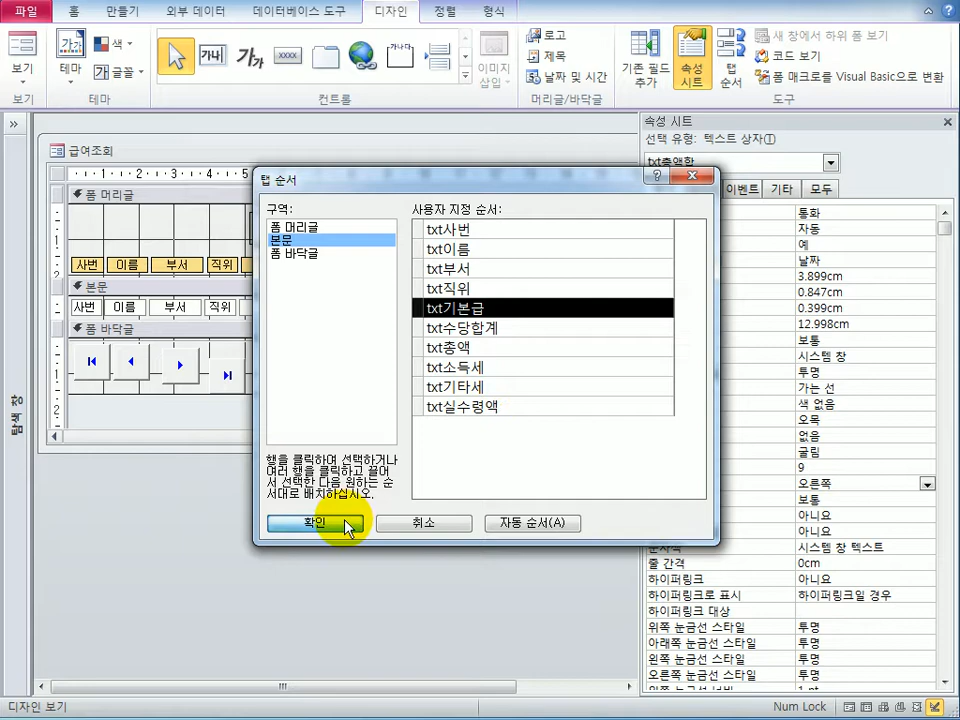 파일 홈 만들기 외부 데이터 데이터베이스 도구 디자인 정렬 형식
보기
보기
테마
색
가 글꼴
테마
가나
가가
xxxx
가나다
컨트롤
이미지
삽입
로고
제목
날짜 및 시간
머리글/바닥글
기존 필드
추가
속성
시트
탭
순서
새 창에서 하위 폼 보기
코드 보기
폼 매크로를 Visual Basic으로 변환
도구
»
탐색 창
급여조회
1 2 3 4 5
폼 머리글
사번 이름 부서 직위
본문
사번 이름 부서 직위
폼 바닥글
탭 순서
구역:
폼 머리글
본문
폼 바닥글
행을 클릭하여 선택하거나
여러 행을 클릭하고 끌어
서 선택한 다음 원하는 순
서대로 배치하십시오.
사용자 지정 순서:
txt사번
txt이름
txt부서
txt직위
txt기본급
txt수당합계
txt총액
txt소득세
txt기타세
txt실수령액
확인 취소 자동 순서(A)
속성 시트
선택 유형: 텍스트 상자(T)
txt총액합
이벤트 기타 모두
통화
자동
예
날짜
3.899cm
0.847cm
0.399cm
12.998cm
보통
시스템 창
투명
가는 선
색 없음
오목
없음
굴림
9
오른쪽
보통
아니요
아니요
문자색 시스템 창 텍스트
줄 간격 0cm
하이퍼링크 아니요
하이퍼링크로 표시 하이퍼링크일 경우
하이퍼링크 대상
위쪽 눈금선 스타일 투명
아래쪽 눈금선 스타일 투명
왼쪽 눈금선 스타일 투명
오른쪽 눈금선 스타일 투명
디자인 보기
Num Lock